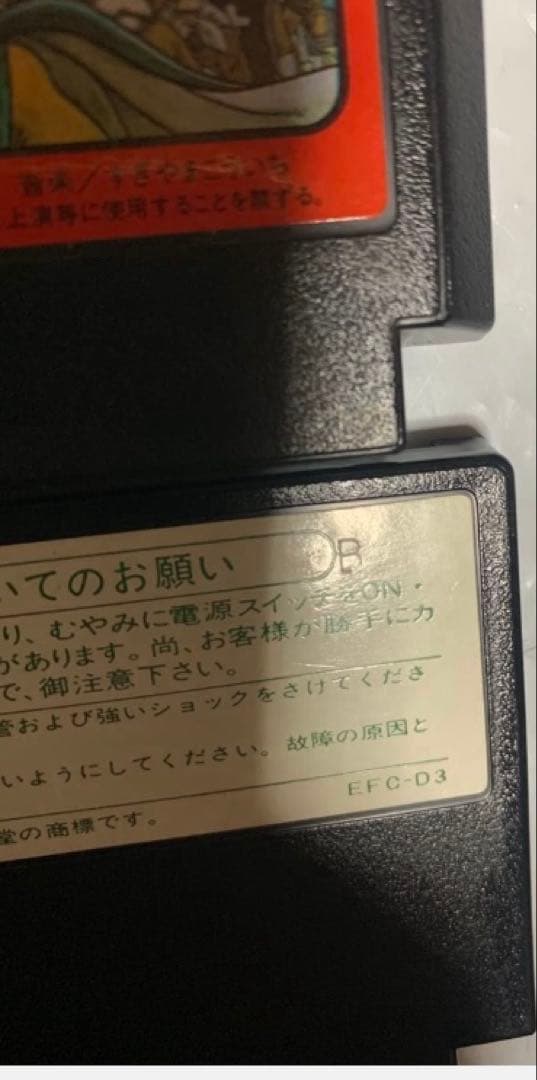 音楽/すぎやまこういち
上演等に使用することを禁ずる。
いてのお願い
B
り、むやみに電源スイッチをON・
があります。尚、お客様が勝手にカ
で、御注意下さい。
管および強いショックをさけてくださ
いようにしてください。故障の原因と
EFC-D3
堂の商標です。